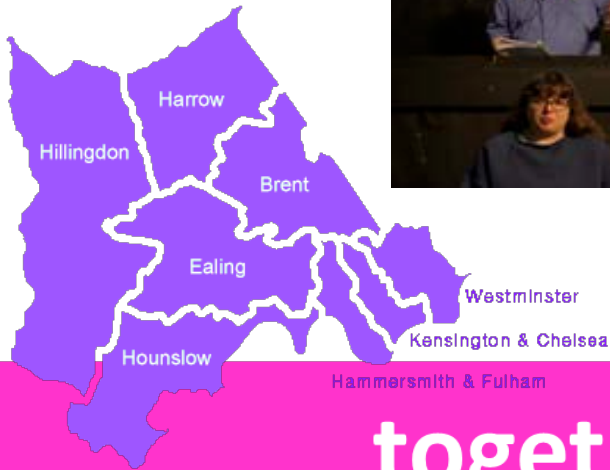 Harrow
Hillingdon
Brent
Ealing
Westminster
Kensington & Chelsea
Hounslow
Hammersmith & Fulham
toget